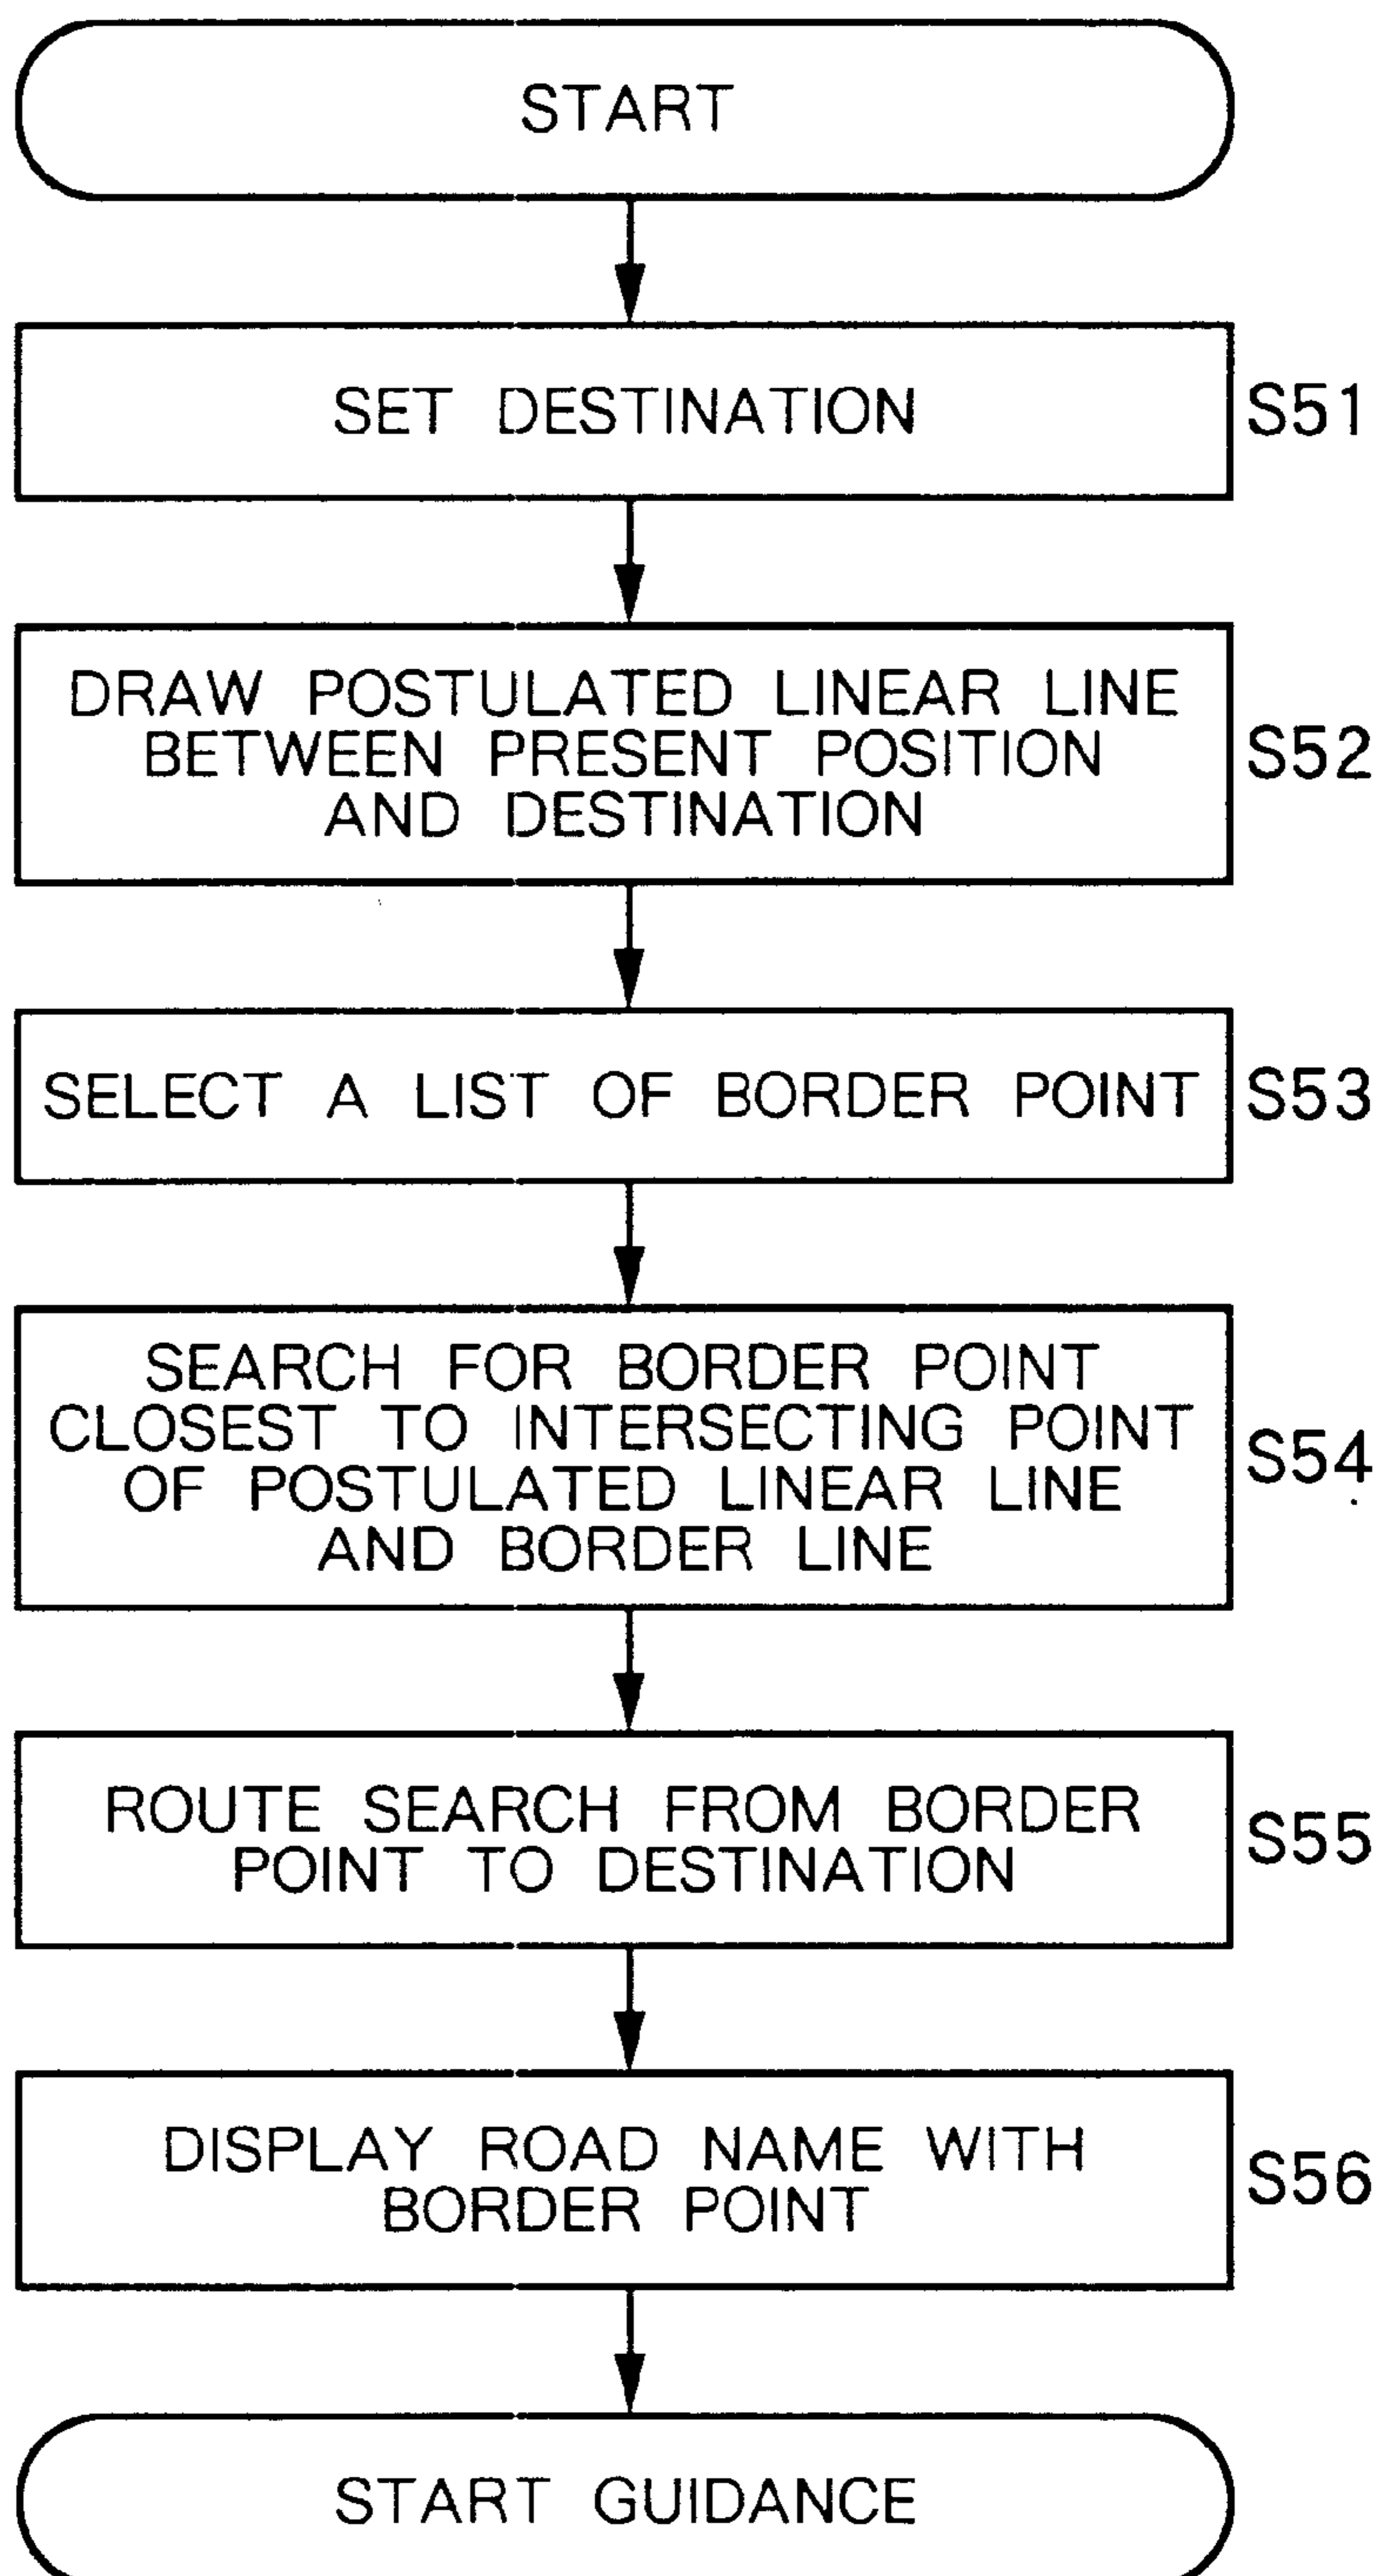 START
SET DESTINATION
S51
DRAW POSTULATED LINEAR LINE
BETWEEN PRESENT POSITION
AND DESTINATION
S52
SELECT A LIST OF BORDER POINT
S53
SEARCH FOR BORDER POINT
CLOSEST TO INTERSECTING POINT
OF POSTULATED LINEAR LINE
AND BORDER LINE
S54
ROUTE SEARCH FROM BORDER
POINT TO DESTINATION
S55
DISPLAY ROAD NAME WITH
BORDER POINT
S56
START GUIDANCE